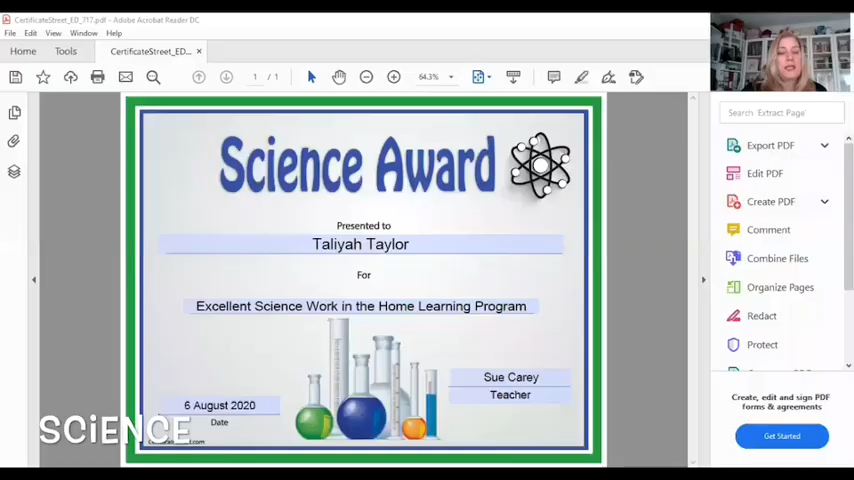 CertificateStreet_ED_717.pdf - Adobe Acrobat Reader DC
File Edit View Window Help
Home Tools CertificateStreet_ED... ×
1 / 1 64.3%
Search 'Extract Page'
Export PDF
Edit PDF
Create PDF
Comment
Combine Files
Organize Pages
Redact
Protect
Create, edit and sign PDF
forms & agreements
Get Started
Science Award
Presented to
Taliyah Taylor
For
Excellent Science Work in the Home Learning Program
Sue Carey
Teacher
6 August 2020
Date
SCiENCE